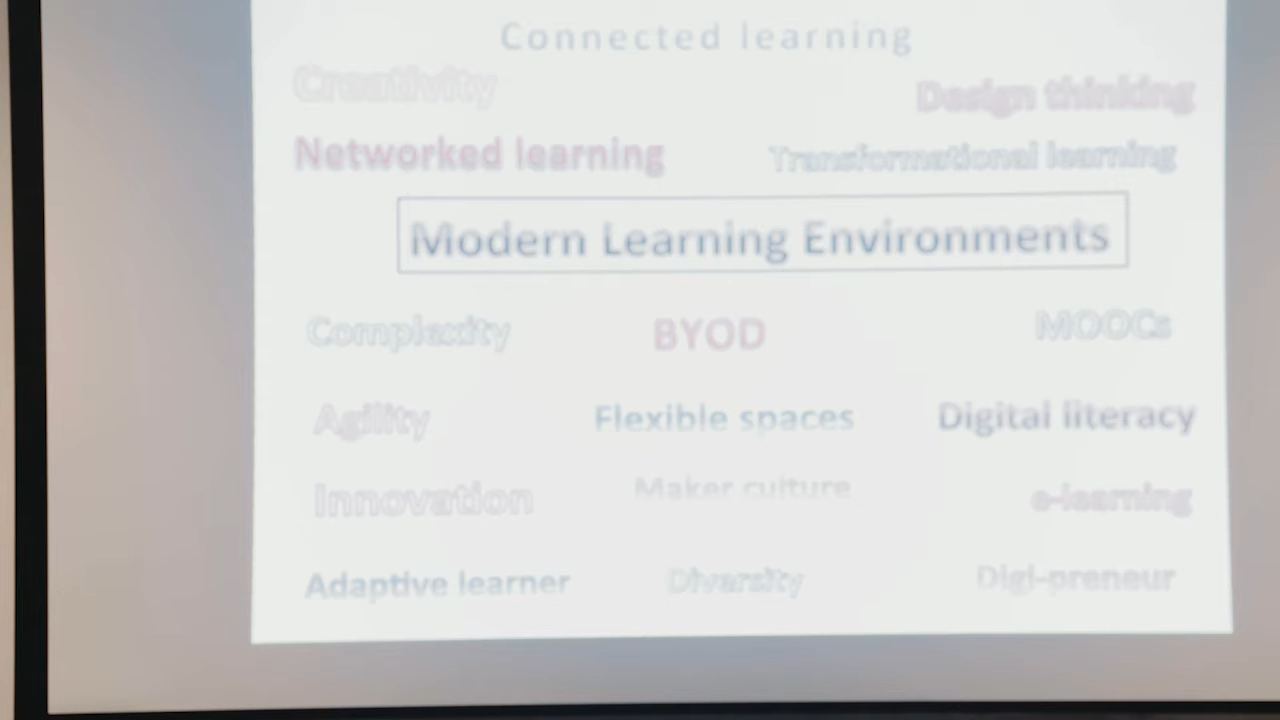 Connected learning
Creativity
Design thinking
Networked learning
Transformational learning
Modern Learning Environments
Complexity
BYOD
MOOCs
Agility
Flexible spaces
Digital literacy
Innovation
Maker culture
e-learning
Adaptive learner
Diversity
Digi-preneur